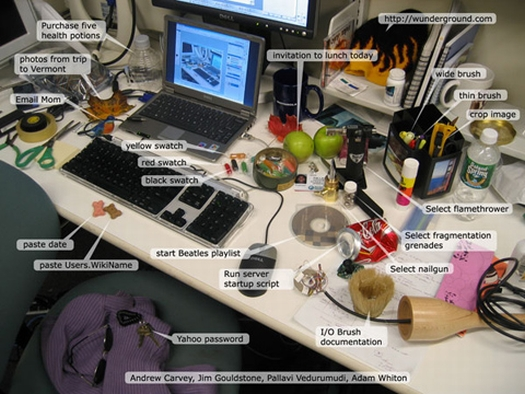 Purchase five
health potions
photos from trip
to Vermont
Email Mom
http://wunderground.com
invitation to lunch today
wide brush
thin brush
crop image
yellow swatch
red swatch
black swatch
Select flamethrower
paste date
paste Users.WikiName
start Beatles playlist
Select fragmentation
grenades
Run server
startup script
Select nailgun
Yahoo password
I/O Brush
documentation
Andrew Carvey, Jim Gouldstone, Pallavi Vedurumudi, Adam Whiton